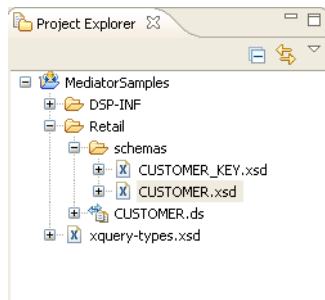 Project Explorer
MediatorSamples
DSP-INF
Retail
schemas
CUSTOMER_KEY.xsd
CUSTOMER.xsd
CUSTOMER.ds
xquery-types.xsd